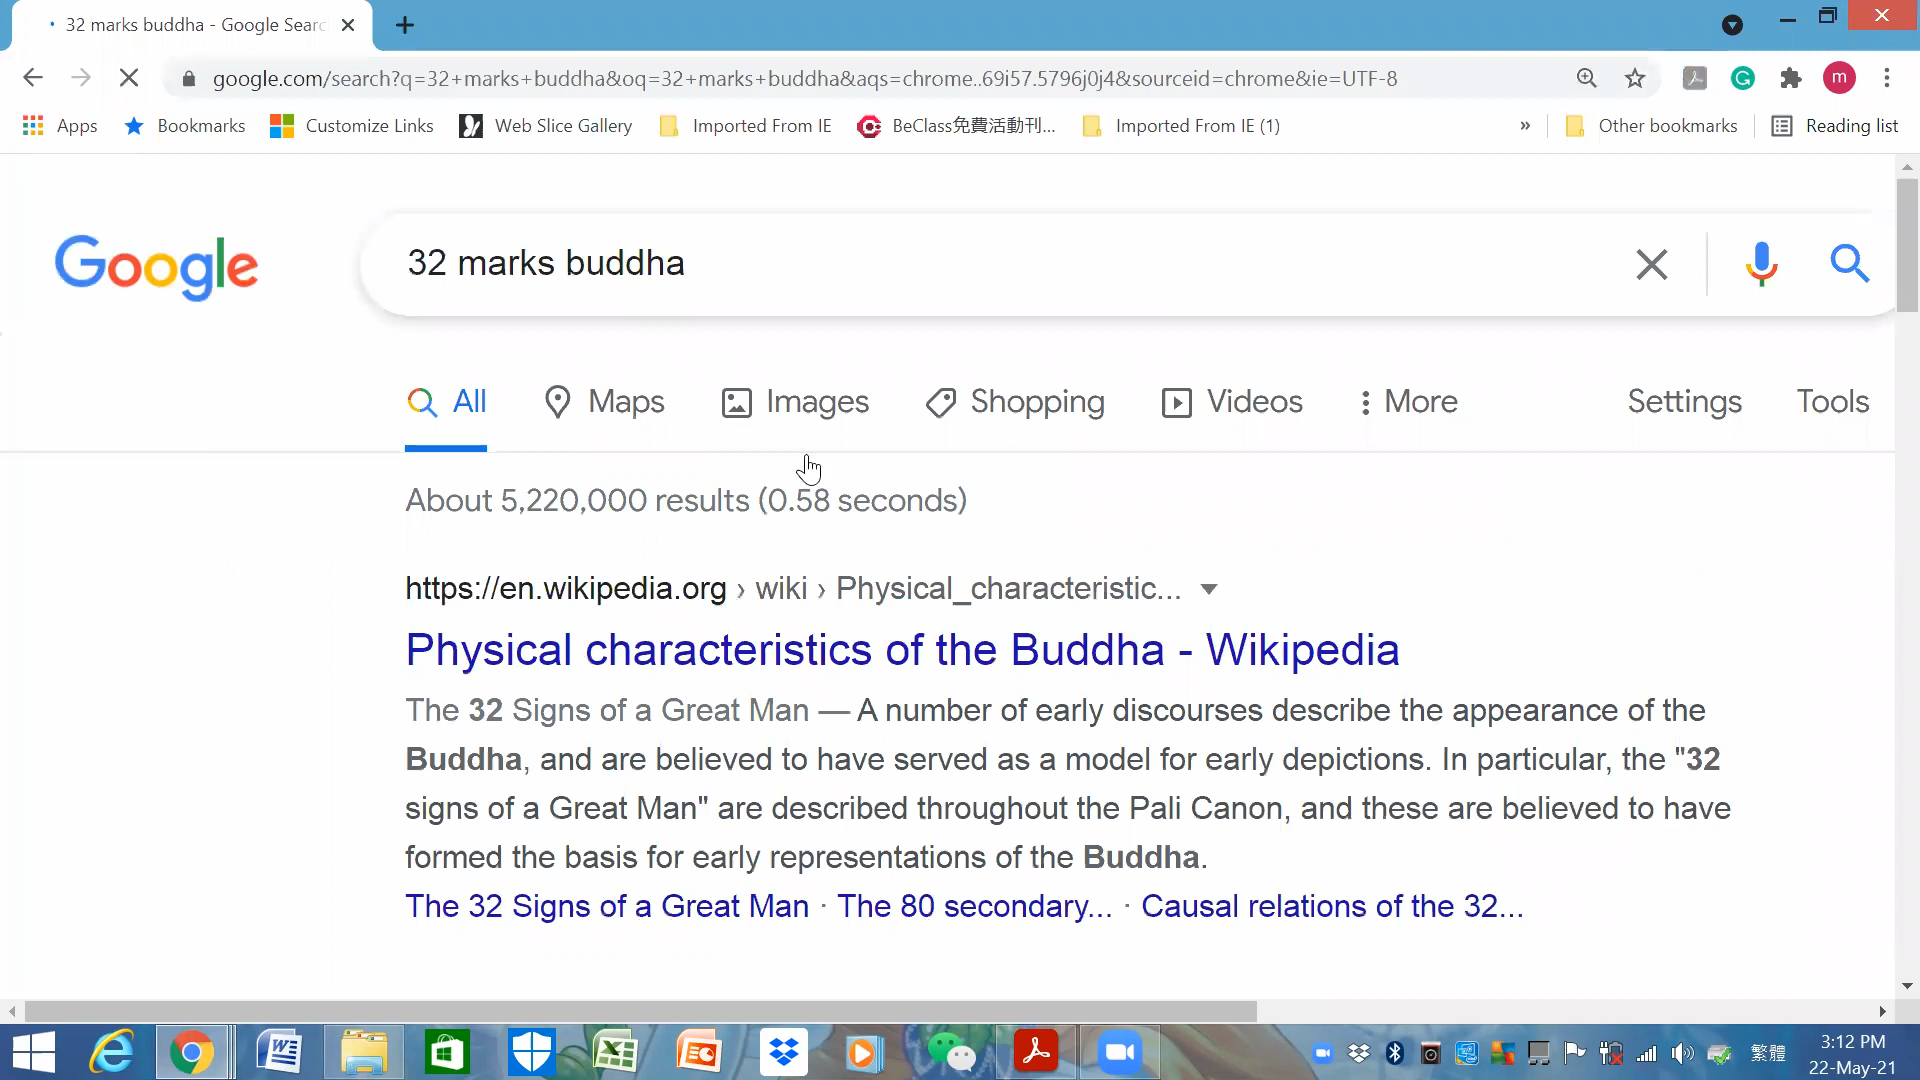 32 marks buddha - Google Searc
google.com/search?q=32+marks+buddha&oq=32+marks+buddha&aqs=chrome..69i57.5796j0j4&sourceid=chrome&ie=UTF-8
m
Apps Bookmarks Customize Links Web Slice Gallery Imported From IE BeClass免費活動刊... Imported From IE (1) » Other bookmarks Reading list
Google
32 marks buddha
All Maps Images Shopping Videos More Settings Tools
About 5,220,000 results (0.58 seconds)
https://en.wikipedia.org › wiki › Physical_characteristic...
Physical characteristics of the Buddha - Wikipedia
The 32 Signs of a Great Man — A number of early discourses describe the appearance of the
Buddha, and are believed to have served as a model for early depictions. In particular, the "32
signs of a Great Man" are described throughout the Pali Canon, and these are believed to have
formed the basis for early representations of the Buddha.
The 32 Signs of a Great Man · The 80 secondary... · Causal relations of the 32...
繁體
3:12 PM
22-May-21